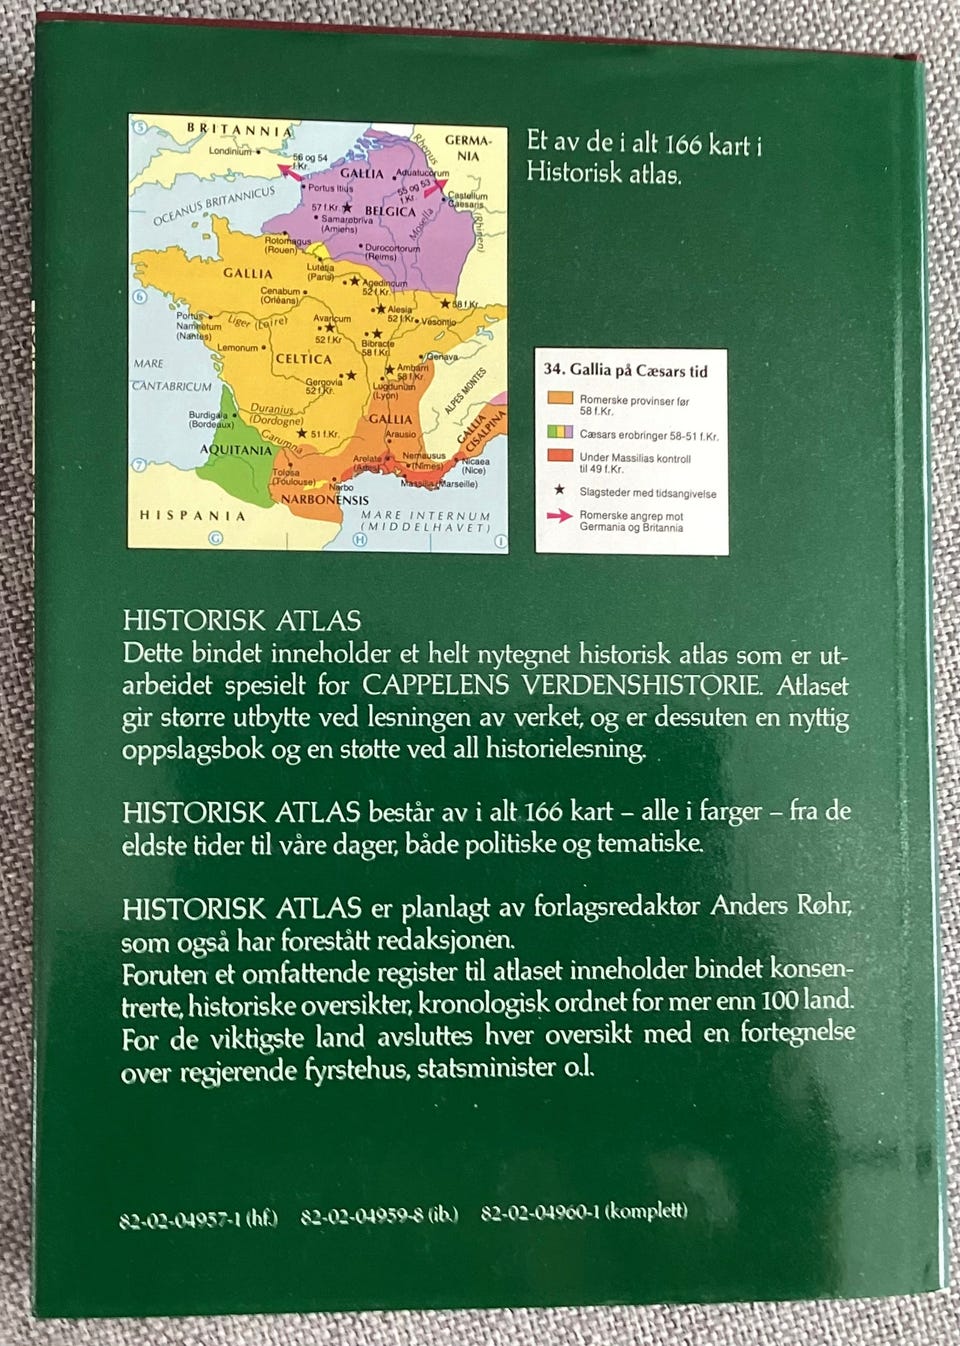 BRITANNIA
Londinium
56 og 54
f.Kr.
Portus Itius
GERMA-
NIA
Rhenus
GALLIA
Aduatucorum
55 og 53
f.Kr.
Castellum
Cæsaris
(Rhinen)
OCEANUS BRITANNICUS
57 f.Kr.
BELGICA
Samarobriva
(Amiens)
Mosella
Rotomagus
(Rouen)
Durocortorum
(Reims)
GALLIA
Lutetia
(Paris)
Agedincum
52 f.Kr.
Cenabum
(Orléans)
58 f.Kr.
Alesia
52 f.Kr.
Vesontio
Portus
Namnetum
(Nantes)
Liger (Loire)
Avaricum
52 f.Kr.
Bibracte
58 f.Kr.
Lemonum
CELTICA
Genava
MARE
CANTABRICUM
Ambarri
58 f.Kr.
Gergovia
52 f.Kr.
Lugdunum
(Lyon)
ALPES MONTES
Burdigala
(Bordeaux)
Duranius
(Dordogne)
GALLIA
GALLIA
CISALPINA
Garumna
51 f.Kr.
Arausio
AQUITANIA
Arelate
(Arles)
Nemausus
(Nîmes)
Nicaea
(Nice)
Tolosa
(Toulouse)
Narbo
Massilia (Marseille)
NARBONENSIS
HISPANIA
MARE INTERNUM
(MIDDELHAVET)
5
6
7
G
H
I
Et av de i alt 166 kart i
Historisk atlas.
34. Gallia på Cæsars tid
Romerske provinser før
58 f.Kr.
Cæsars erobringer 58-51 f.Kr.
Under Massilias kontroll
til 49 f.Kr.
Slagsteder med tidsangivelse
Romerske angrep mot
Germania og Britannia
HISTORISK ATLAS
Dette bindet inneholder et helt nytegnet historisk atlas som er ut-
arbeidet spesielt for CAPPELENS VERDENSHISTORIE. Atlaset
gir større utbytte ved lesningen av verket, og er dessuten en nyttig
oppslagsbok og en støtte ved all historielesning.
HISTORISK ATLAS består av i alt 166 kart – alle i farger – fra de
eldste tider til våre dager, både politiske og tematiske.
HISTORISK ATLAS er planlagt av forlagsredaktør Anders Røhr,
som også har forestått redaksjonen.
Foruten et omfattende register til atlaset inneholder bindet konsen-
trerte, historiske oversikter, kronologisk ordnet for mer enn 100 land.
For de viktigste land avsluttes hver oversikt med en fortegnelse
over regjerende fyrstehus, statsminister o.l.
82-02-04957-1 (hf.) 82-02-04959-8 (ib.) 82-02-04960-1 (komplett)